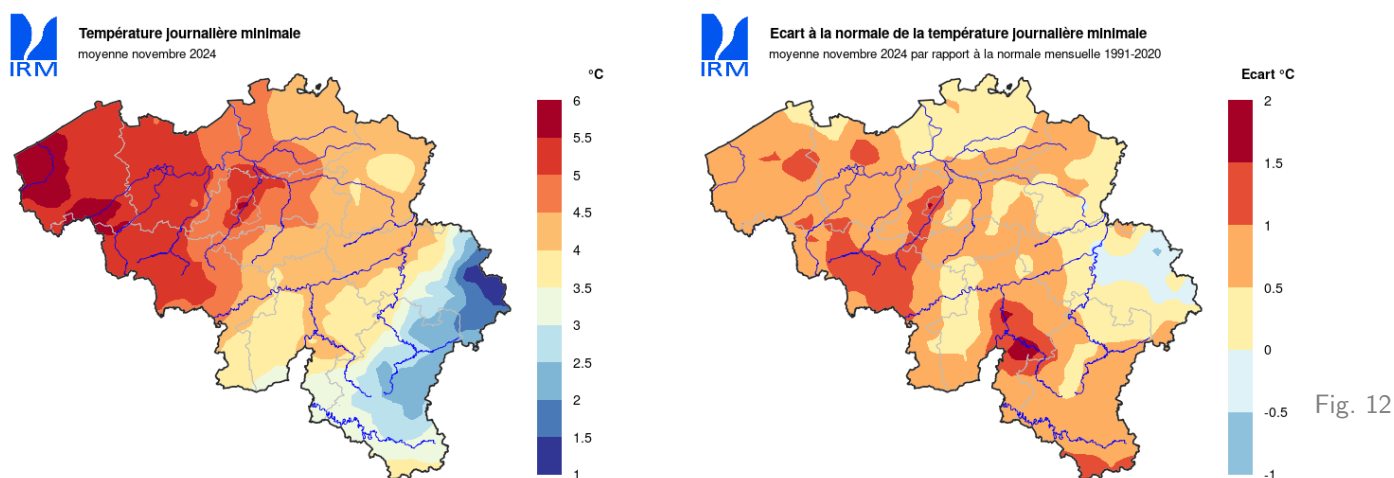 IRM
Température journalière minimale
moyenne novembre 2024
°C
6
5.5
5
4.5
4
3.5
3
2.5
2
1.5
1
IRM
Ecart à la normale de la température journalière minimale
moyenne novembre 2024 par rapport à la normale mensuelle 1991-2020
Ecart °C
2
1.5
1
0.5
0
-0.5
-1
Fig. 12